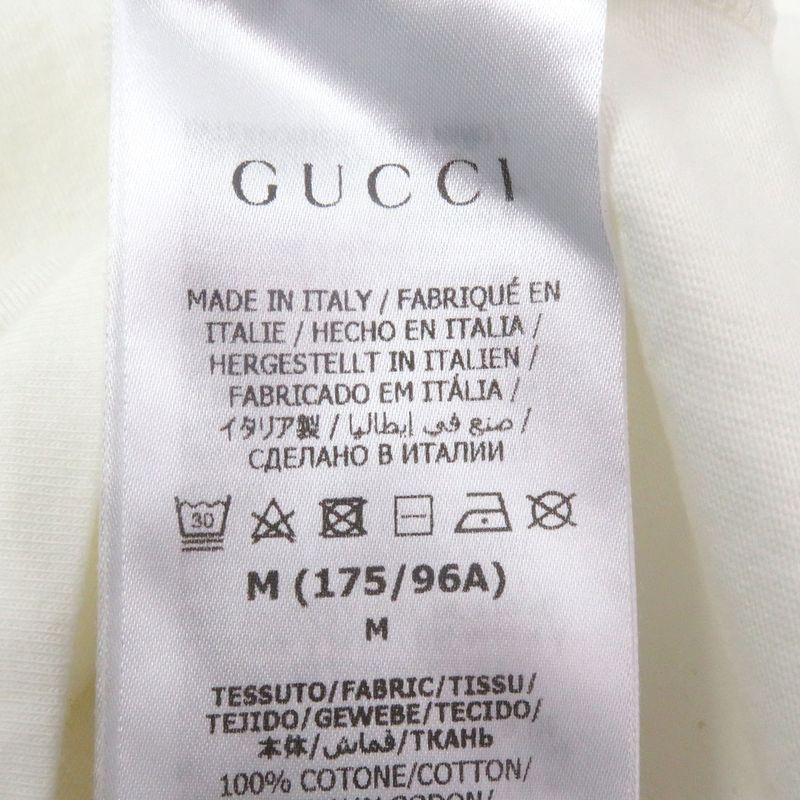 GUCCI
MADE IN ITALY / FABRIQUÉ EN
ITALIE / HECHO EN ITALIA /
HERGESTELLT IN ITALIEN /
FABRICADO EM ITÁLIA /
イタリア製 / صنع في إيطاليا /
СДЕЛАНО В ИТАЛИИ
30
M (175/96A)
M
TESSUTO/FABRIC/TISSU/
TEJIDO/GEWEBE/TECIDO/
本体/قماش/ТКАНЬ
100% COTONE/COTTON/